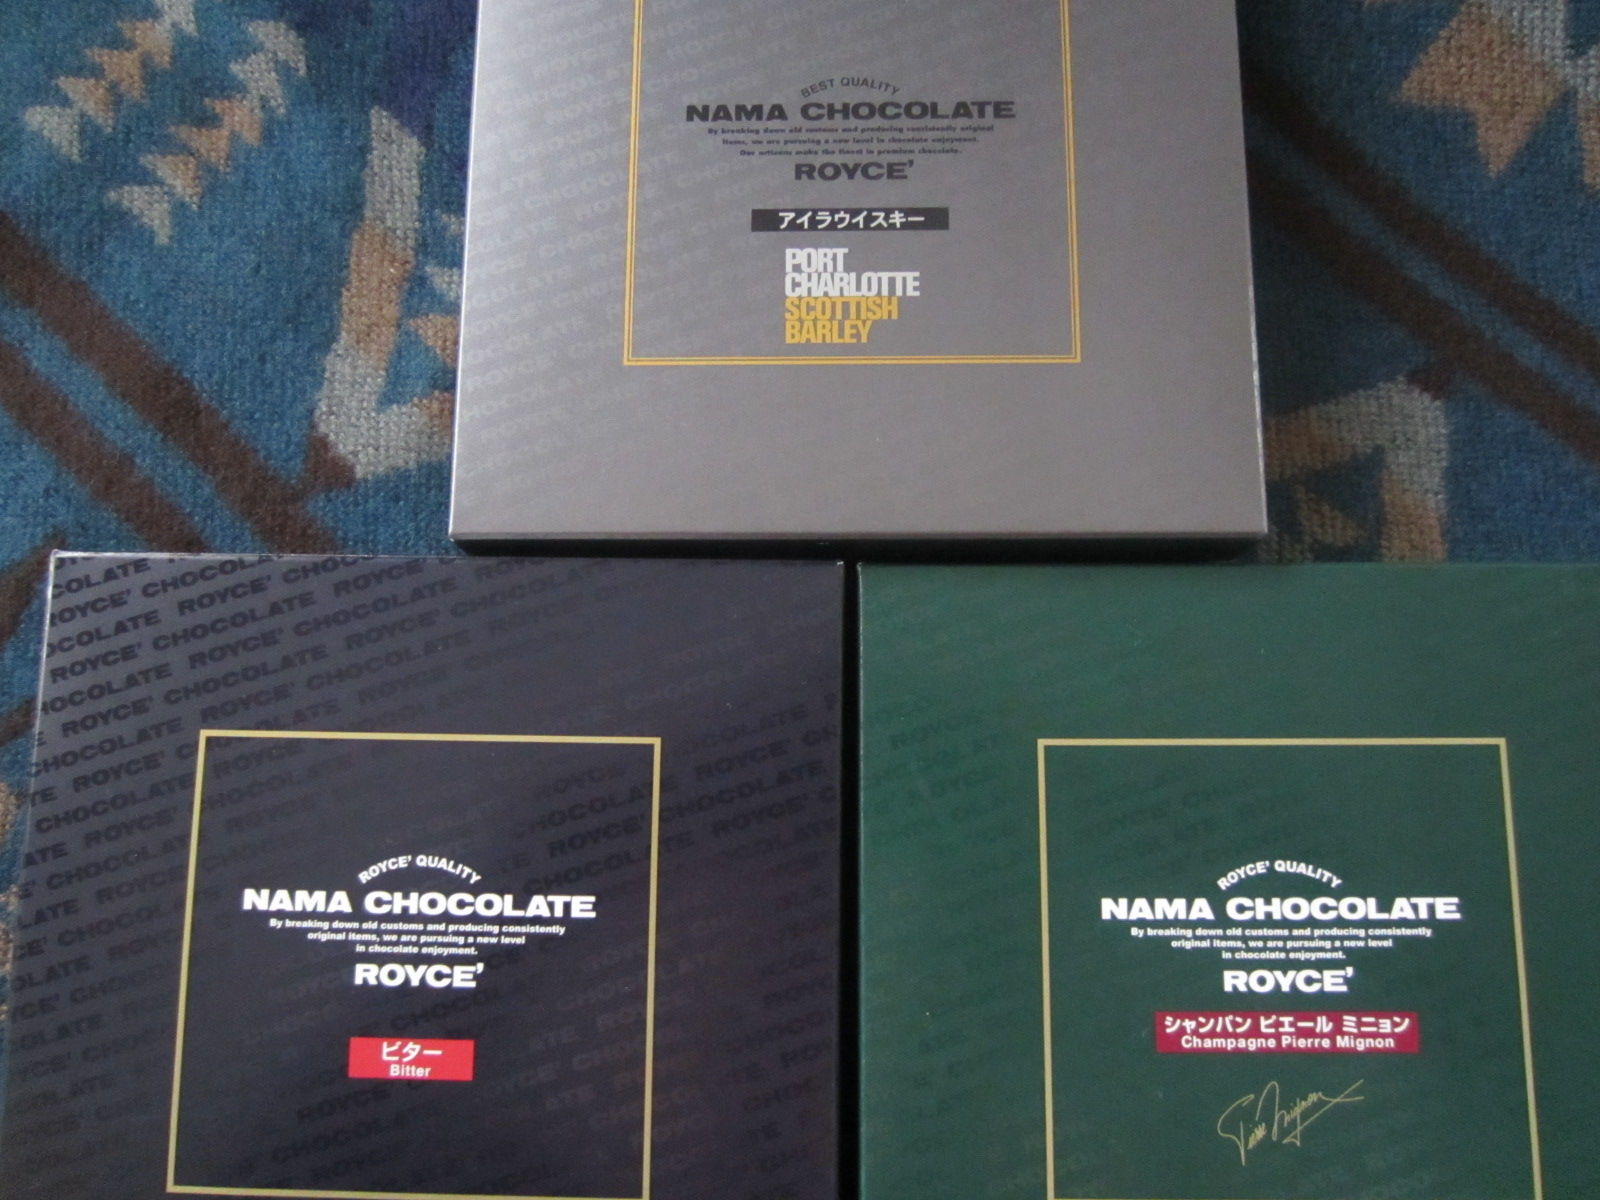 BEST QUALITY
NAMA CHOCOLATE
By breaking down old customs and producing consistently original
items, we are pursuing a new level in chocolate enjoyment.
Our artisans make the finest in premium chocolate.
ROYCE'
アイラウイスキー
PORT
CHARLOTTE
SCOTTISH
BARLEY
ROYCE' QUALITY
NAMA CHOCOLATE
By breaking down old customs and producing consistently
original items, we are pursuing a new level
in chocolate enjoyment.
ROYCE'
ビター
Bitter
ROYCE' QUALITY
NAMA CHOCOLATE
By breaking down old customs and producing consistently
original items, we are pursuing a new level
in chocolate enjoyment.
ROYCE'
シャンパン ピエール ミニョン
Champagne Pierre Mignon
Pierre Mignon